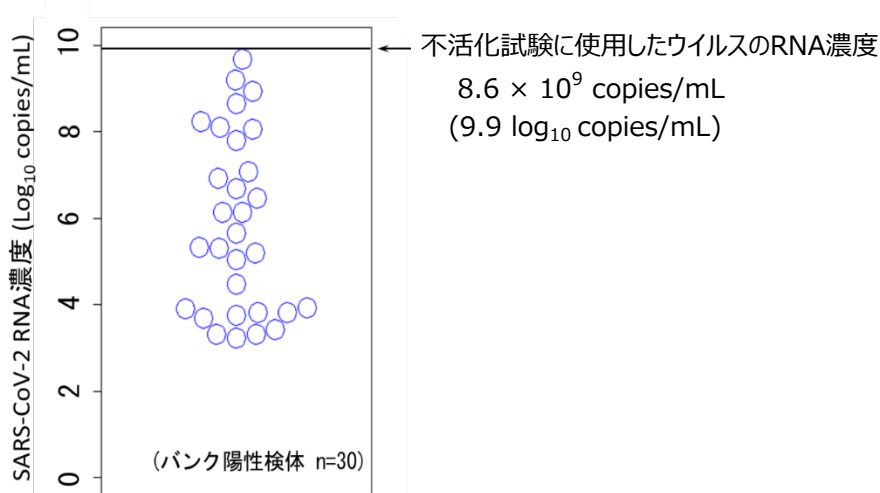 SARS-CoV-2 RNA濃度 (Log₁₀ copies/mL)
10
8
6
4
2
0
不活化試験に使用したウイルスのRNA濃度
8.6 × 10⁹ copies/mL
(9.9 log₁₀ copies/mL)
(バンク陽性検体 n=30)